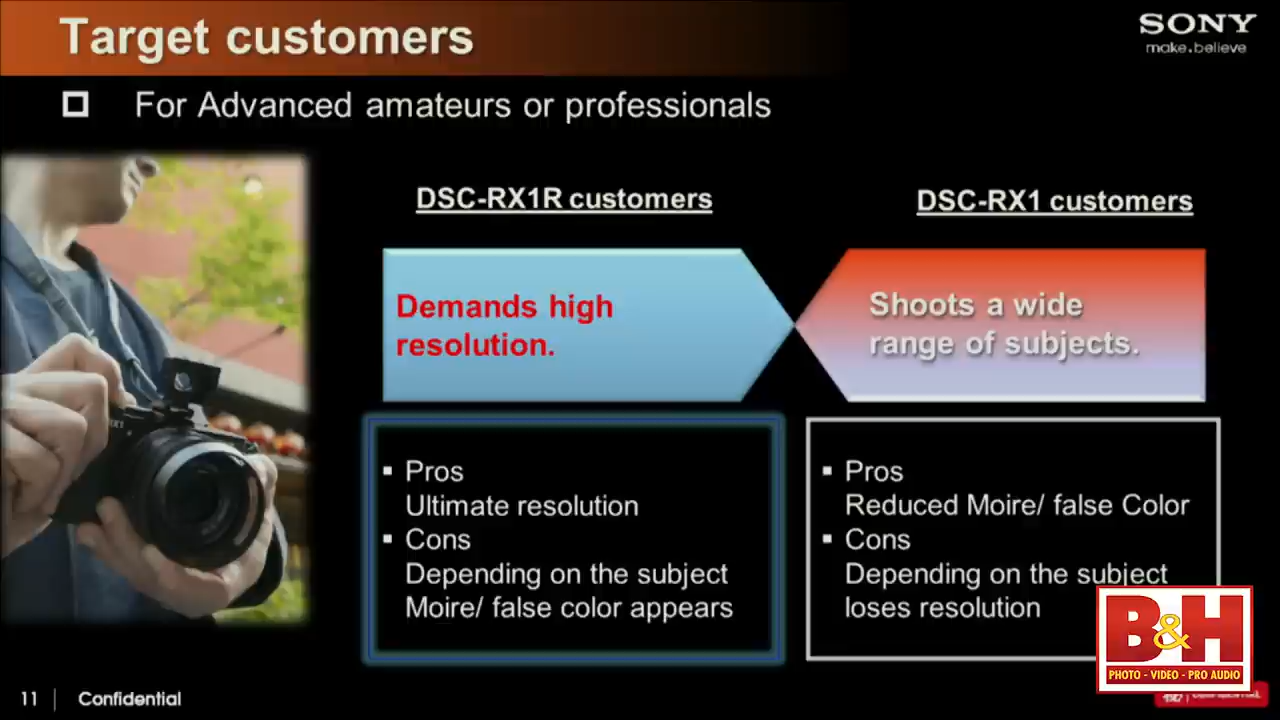 Target customers
SONY
make.believe
For Advanced amateurs or professionals
DSC-RX1R customers
DSC-RX1 customers
Demands high
resolution.
Shoots a wide
range of subjects.
Pros
Ultimate resolution
Cons
Depending on the subject
Moire/ false color appears
Pros
Reduced Moire/ false Color
Cons
Depending on the subject
loses resolution
B&H
PHOTO - VIDEO - PRO AUDIO
11
Confidential